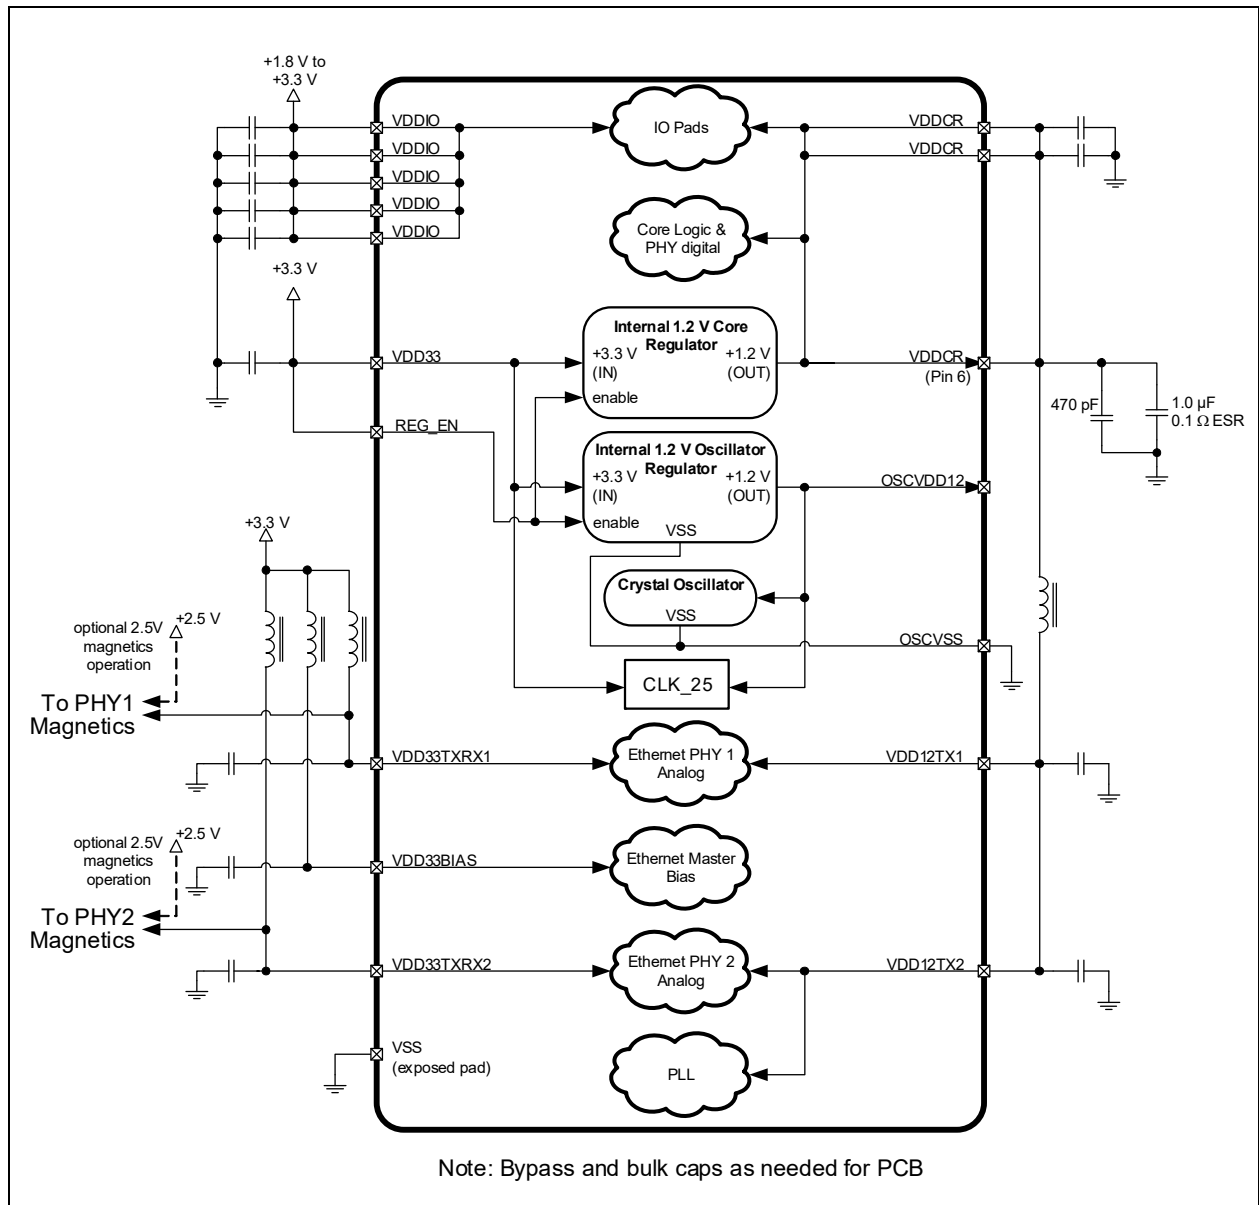 +1.8 V to
+3.3 V
VDDIO
VDDIO
VDDIO
VDDIO
VDDIO
IO Pads
VDDCR
VDDCR
Core Logic &
PHY digital
+3.3 V
VDD33
Internal 1.2 V Core
Regulator
+3.3 V
(IN)
+1.2 V
(OUT)
enable
VDDCR
(Pin 6)
470 pF
1.0 µF
0.1 Ω ESR
REG_EN
Internal 1.2 V Oscillator
Regulator
+3.3 V
(IN)
+1.2 V
(OUT)
enable
VSS
OSCVDD12
+3.3 V
Crystal Oscillator
VSS
OSCVSS
CLK_25
optional 2.5V
magnetics
operation
+2.5 V
To PHY1
Magnetics
VDD33TXRX1
Ethernet PHY 1
Analog
VDD12TX1
optional 2.5V
magnetics
operation
+2.5 V
VDD33BIAS
Ethernet Master
Bias
To PHY2
Magnetics
VDD33TXRX2
Ethernet PHY 2
Analog
VDD12TX2
VSS
(exposed pad)
PLL
Note: Bypass and bulk caps as needed for PCB